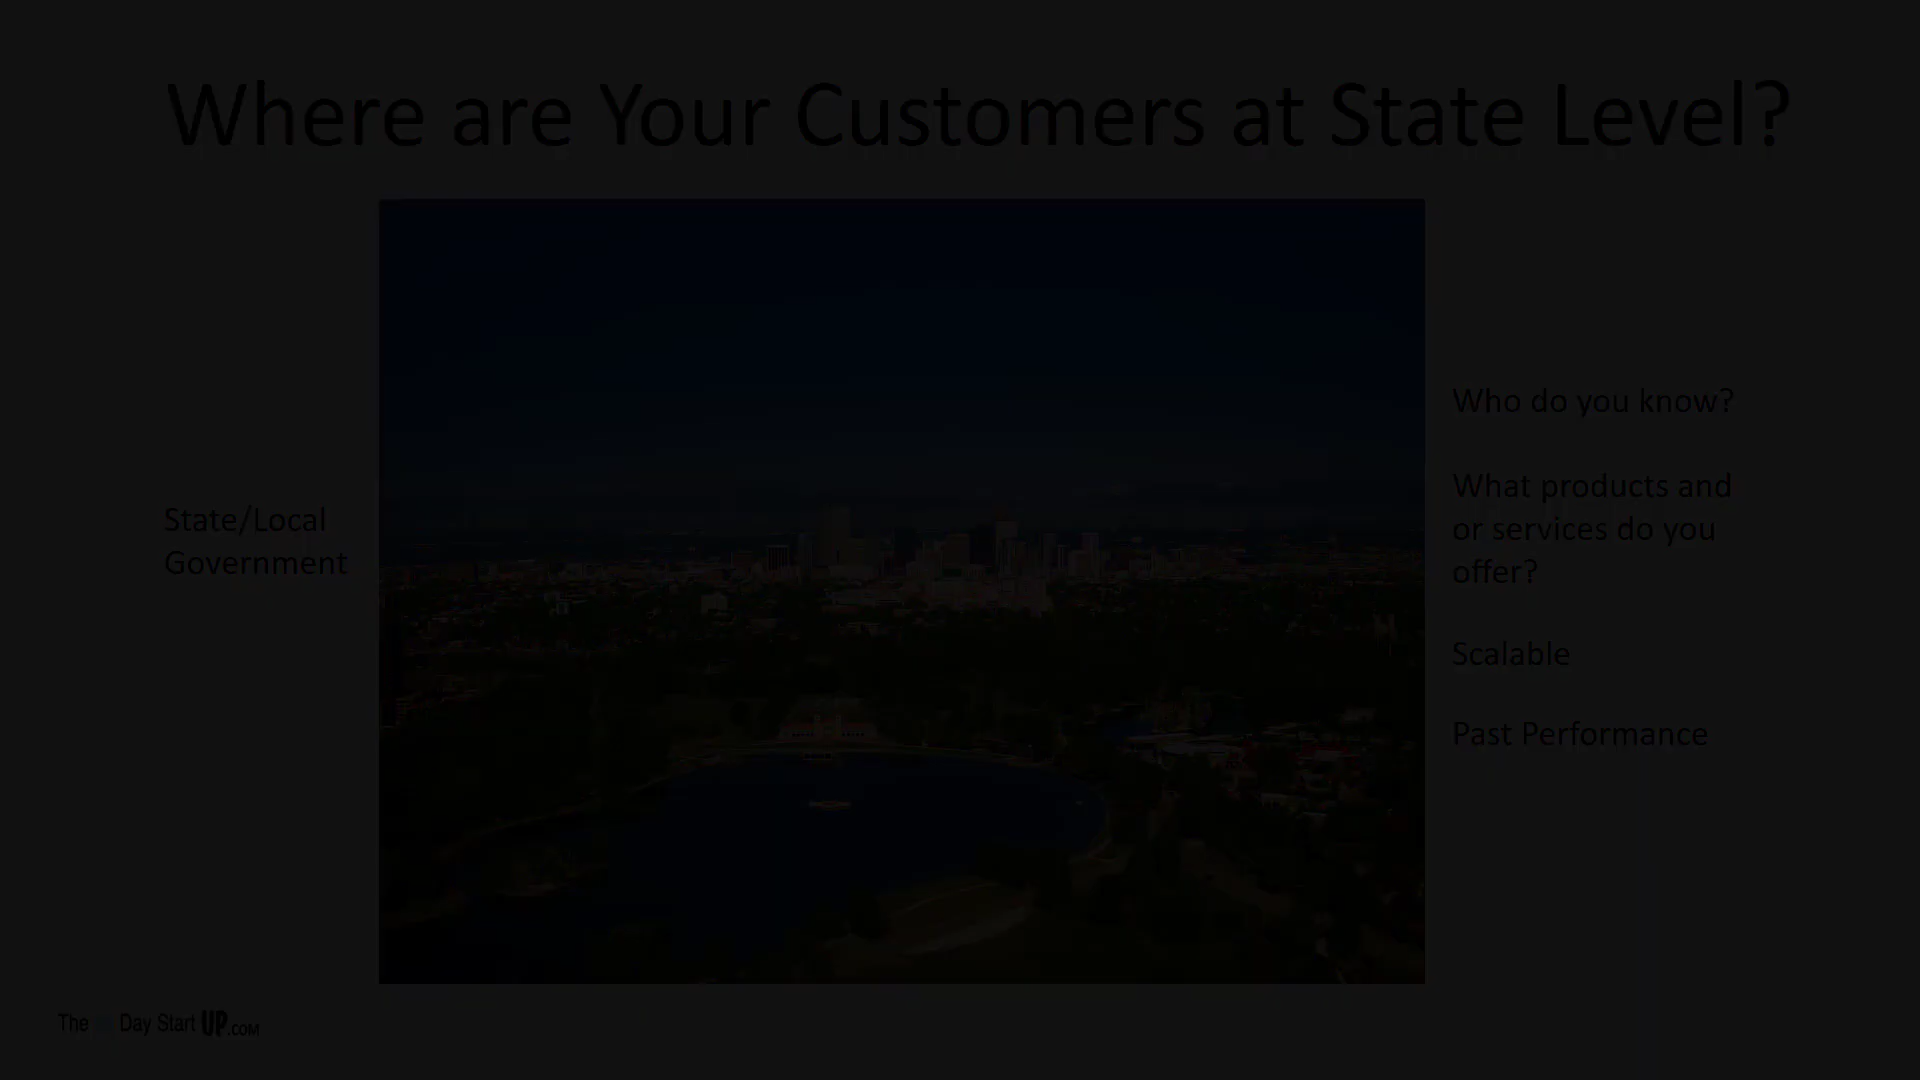 Where are Your Customers at State Level?
State/Local
Government
Who do you know?
What products and
or services do you
offer?
Scalable
Past Performance
The Day Start UP.COM